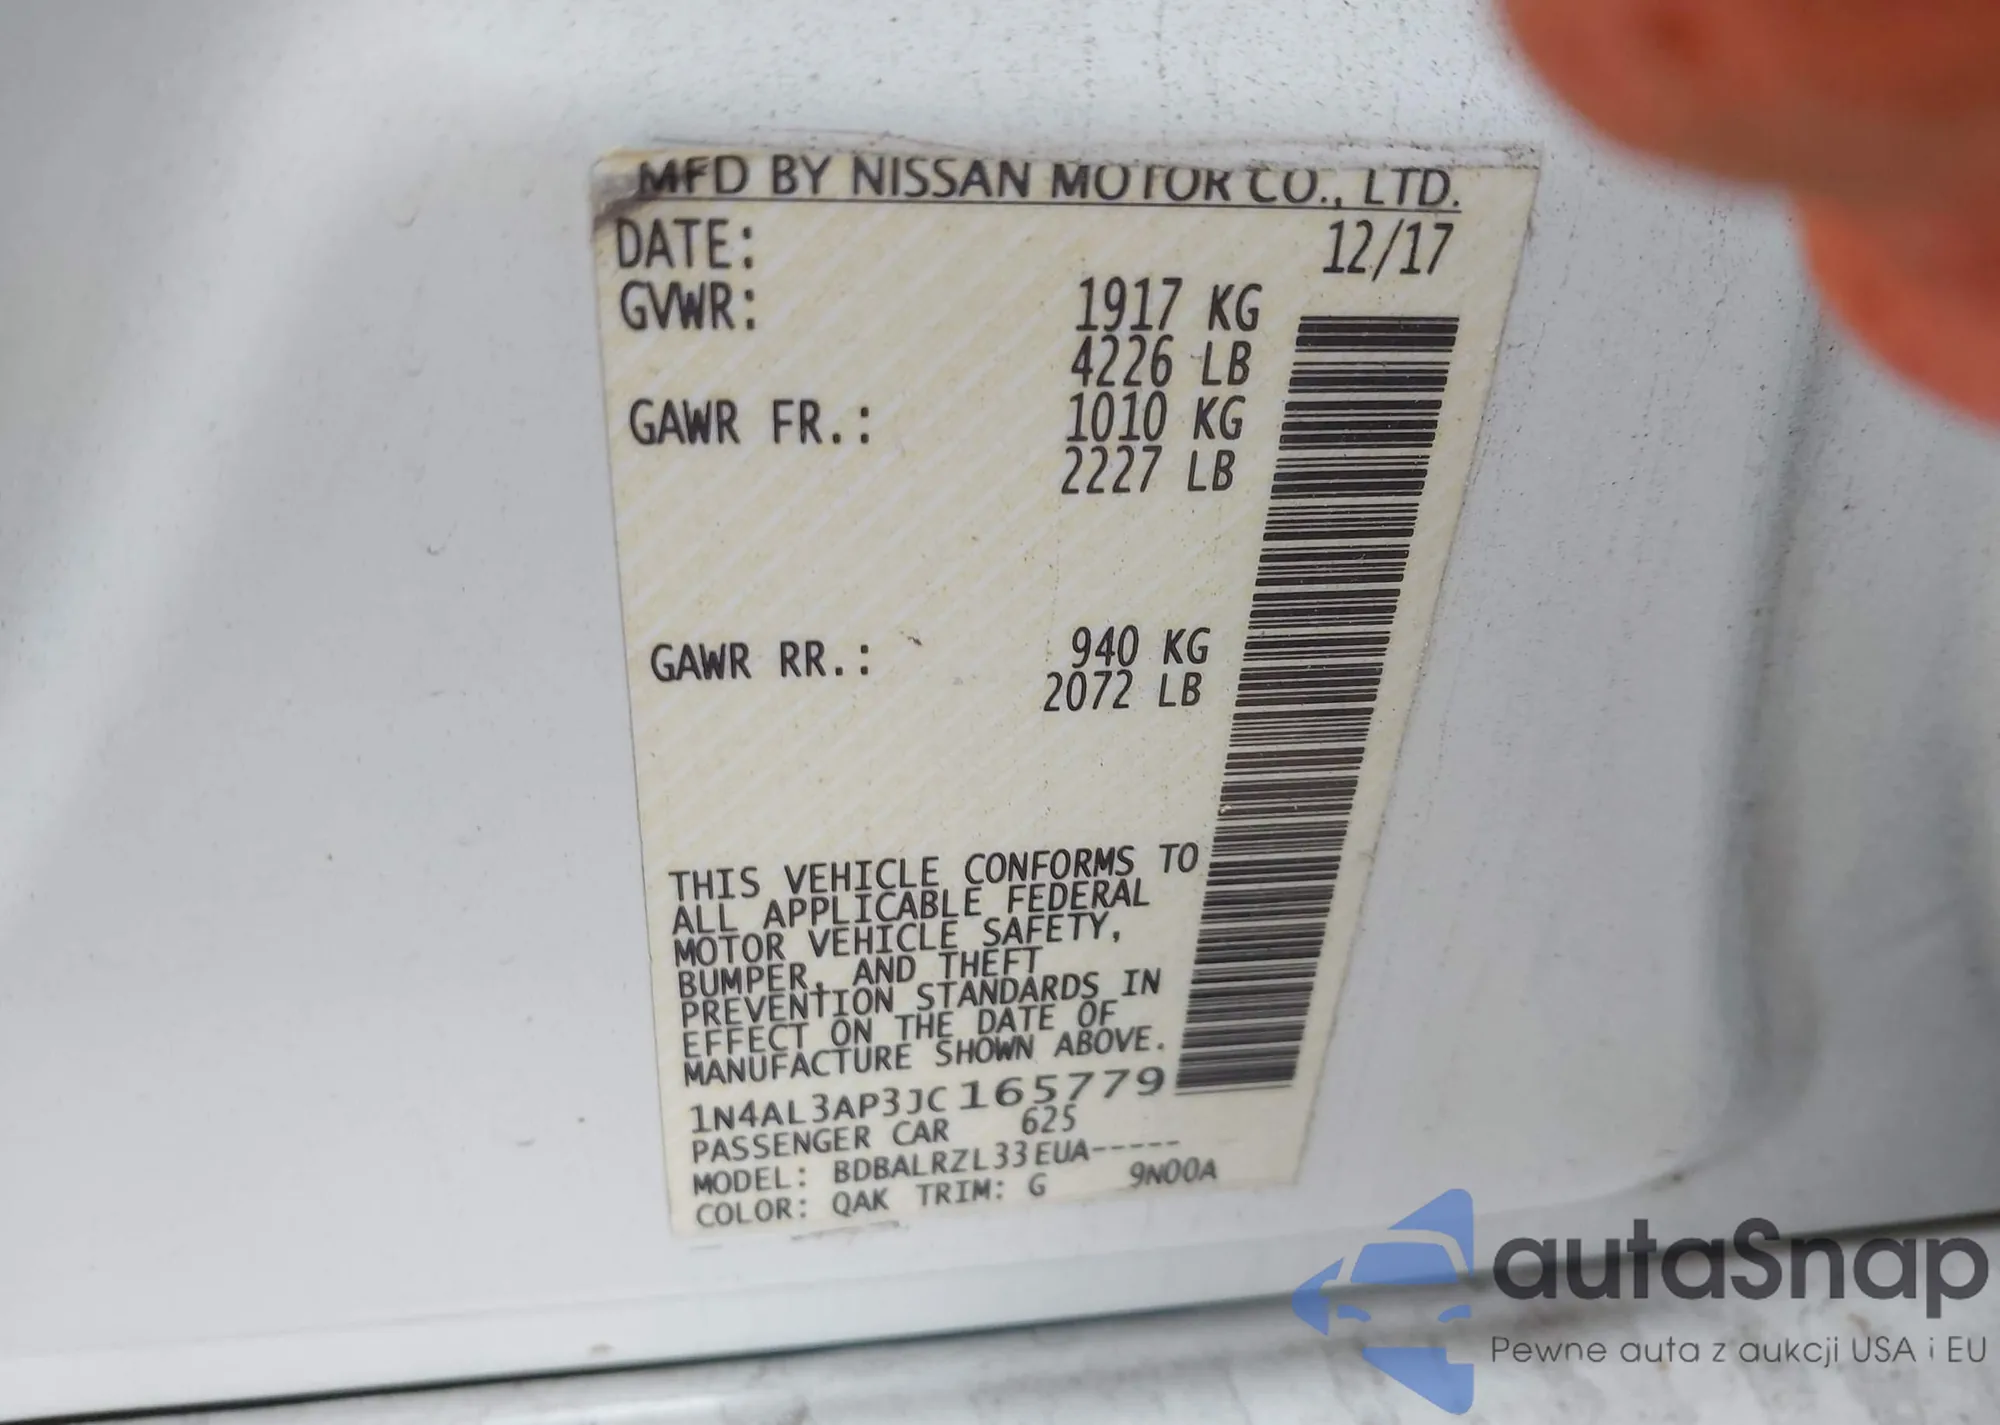 MFD BY NISSAN MOTOR CO., LTD.
DATE: 12/17
GVWR: 1917 KG
4226 LB
GAWR FR.: 1010 KG
2227 LB
GAWR RR.: 940 KG
2072 LB
THIS VEHICLE CONFORMS TO
ALL APPLICABLE FEDERAL
MOTOR VEHICLE SAFETY,
BUMPER, AND THEFT
PREVENTION STANDARDS IN
EFFECT ON THE DATE OF
MANUFACTURE SHOWN ABOVE.
1N4AL3AP3JC165779
PASSENGER CAR 625
MODEL: BDBALRZL33EUA-----
COLOR: QAK TRIM: G 9N00A
autaSnap
Pewne auta z aukcji USA i EU